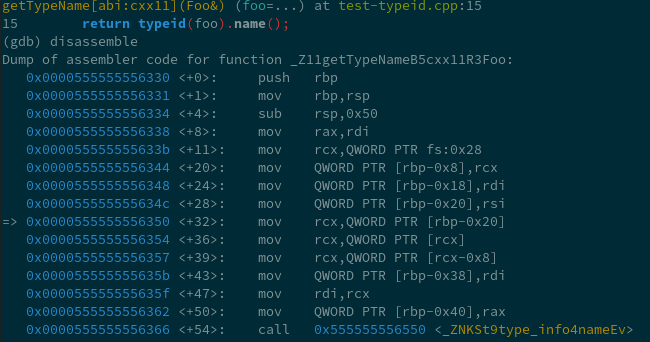 getTypeName[abi:cxx11](Foo&) (foo=...) at test-typeid.cpp:15
15        return typeid(foo).name();
(gdb) disassemble
Dump of assembler code for function _Z11getTypeNameB5cxx11R3Foo:
   0x0000555555556330 <+0>:     push   rbp
   0x0000555555556331 <+1>:     mov    rbp,rsp
   0x0000555555556334 <+4>:     sub    rsp,0x50
   0x0000555555556338 <+8>:     mov    rax,rdi
   0x000055555555633b <+11>:    mov    rcx,QWORD PTR fs:0x28
   0x0000555555556344 <+20>:    mov    QWORD PTR [rbp-0x8],rcx
   0x0000555555556348 <+24>:    mov    QWORD PTR [rbp-0x18],rdi
   0x000055555555634c <+28>:    mov    QWORD PTR [rbp-0x20],rsi
=> 0x0000555555556350 <+32>:    mov    rcx,QWORD PTR [rbp-0x20]
   0x0000555555556354 <+36>:    mov    rcx,QWORD PTR [rcx]
   0x0000555555556357 <+39>:    mov    rcx,QWORD PTR [rcx-0x8]
   0x000055555555635b <+43>:    mov    QWORD PTR [rbp-0x38],rdi
   0x000055555555635f <+47>:    mov    rdi,rcx
   0x0000555555556362 <+50>:    mov    QWORD PTR [rbp-0x40],rax
   0x0000555555556366 <+54>:    call   0x555555556550 <_ZNKSt9type_info4nameEv>